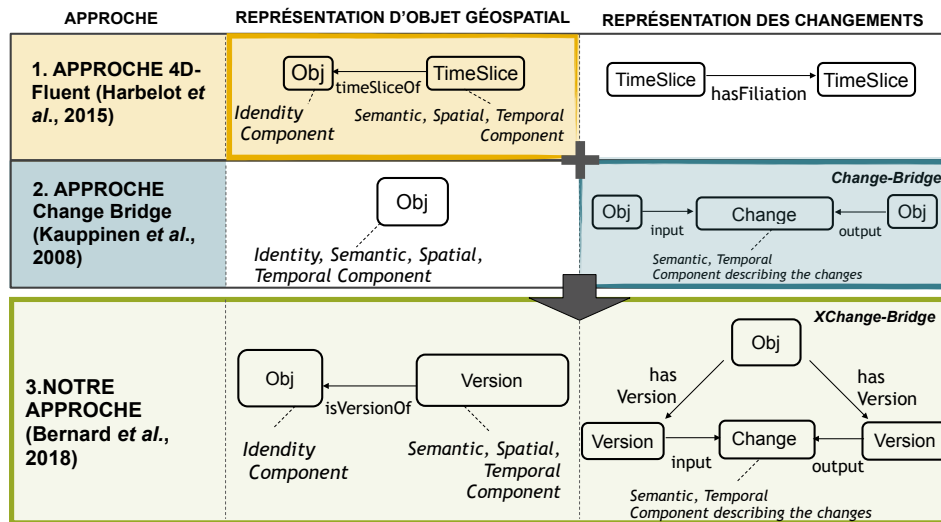 APPROCHE
REPRÉSENTATION D'OBJET GÉOSPATIAL
REPRÉSENTATION DES CHANGEMENTS
1. APPROCHE 4D-
Fluent (Harbelot et
al., 2015)
Obj
timeSliceOf
TimeSlice
Idendity
Component
Semantic, Spatial, Temporal
Component
TimeSlice
hasFiliation
TimeSlice
2. APPROCHE
Change Bridge
(Kauppinen et al.,
2008)
Obj
Identity, Semantic, Spatial,
Temporal Component
Change-Bridge
Obj
input
Change
output
Obj
Semantic, Temporal
Component describing the changes
3.NOTRE
APPROCHE
(Bernard et al.,
2018)
Obj
isVersionOf
Version
Idendity
Component
Semantic, Spatial,
Temporal
Component
XChange-Bridge
Obj
has
Version
has
Version
Version
input
Change
output
Version
Semantic, Temporal
Component describing the changes